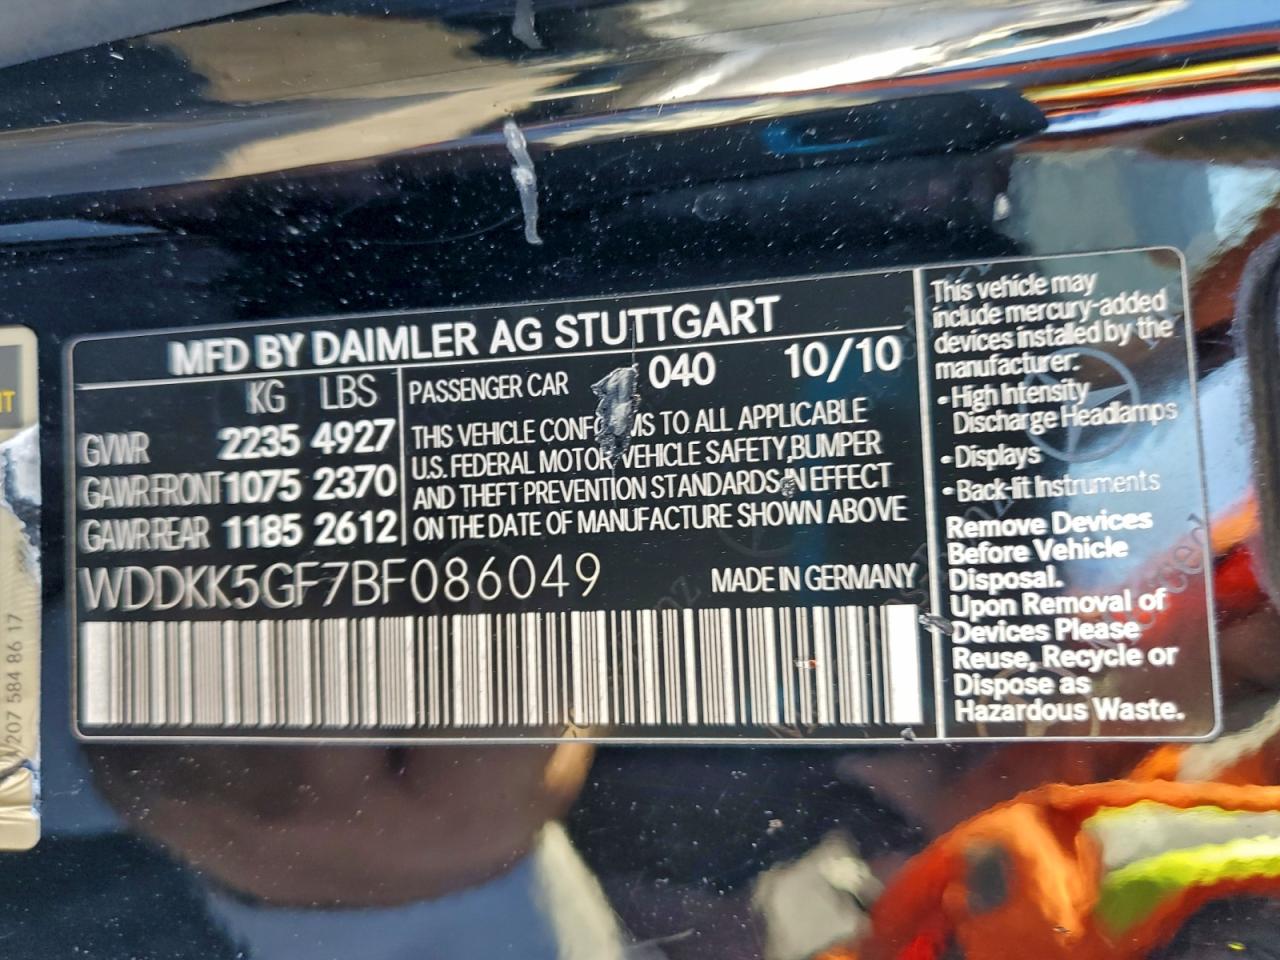 MFD BY DAIMLER AG STUTTGART
KG LBS
GVWR 2235 4927
GAWR FRONT 1075 2370
GAWR REAR 1185 2612
PASSENGER CAR 040 10/10
THIS VEHICLE CONFORMS TO ALL APPLICABLE
U.S. FEDERAL MOTOR VEHICLE SAFETY, BUMPER
AND THEFT PREVENTION STANDARDS IN EFFECT
ON THE DATE OF MANUFACTURE SHOWN ABOVE
WDDKK5GF7BF086049 MADE IN GERMANY
This vehicle may
include mercury-added
devices installed by the
manufacturer:
• High Intensity
Discharge Headlamps
• Displays
• Back-lit Instruments
Remove Devices
Before Vehicle
Disposal.
Upon Removal of
Devices Please
Reuse, Recycle or
Dispose as
Hazardous Waste.
207 584 86 17